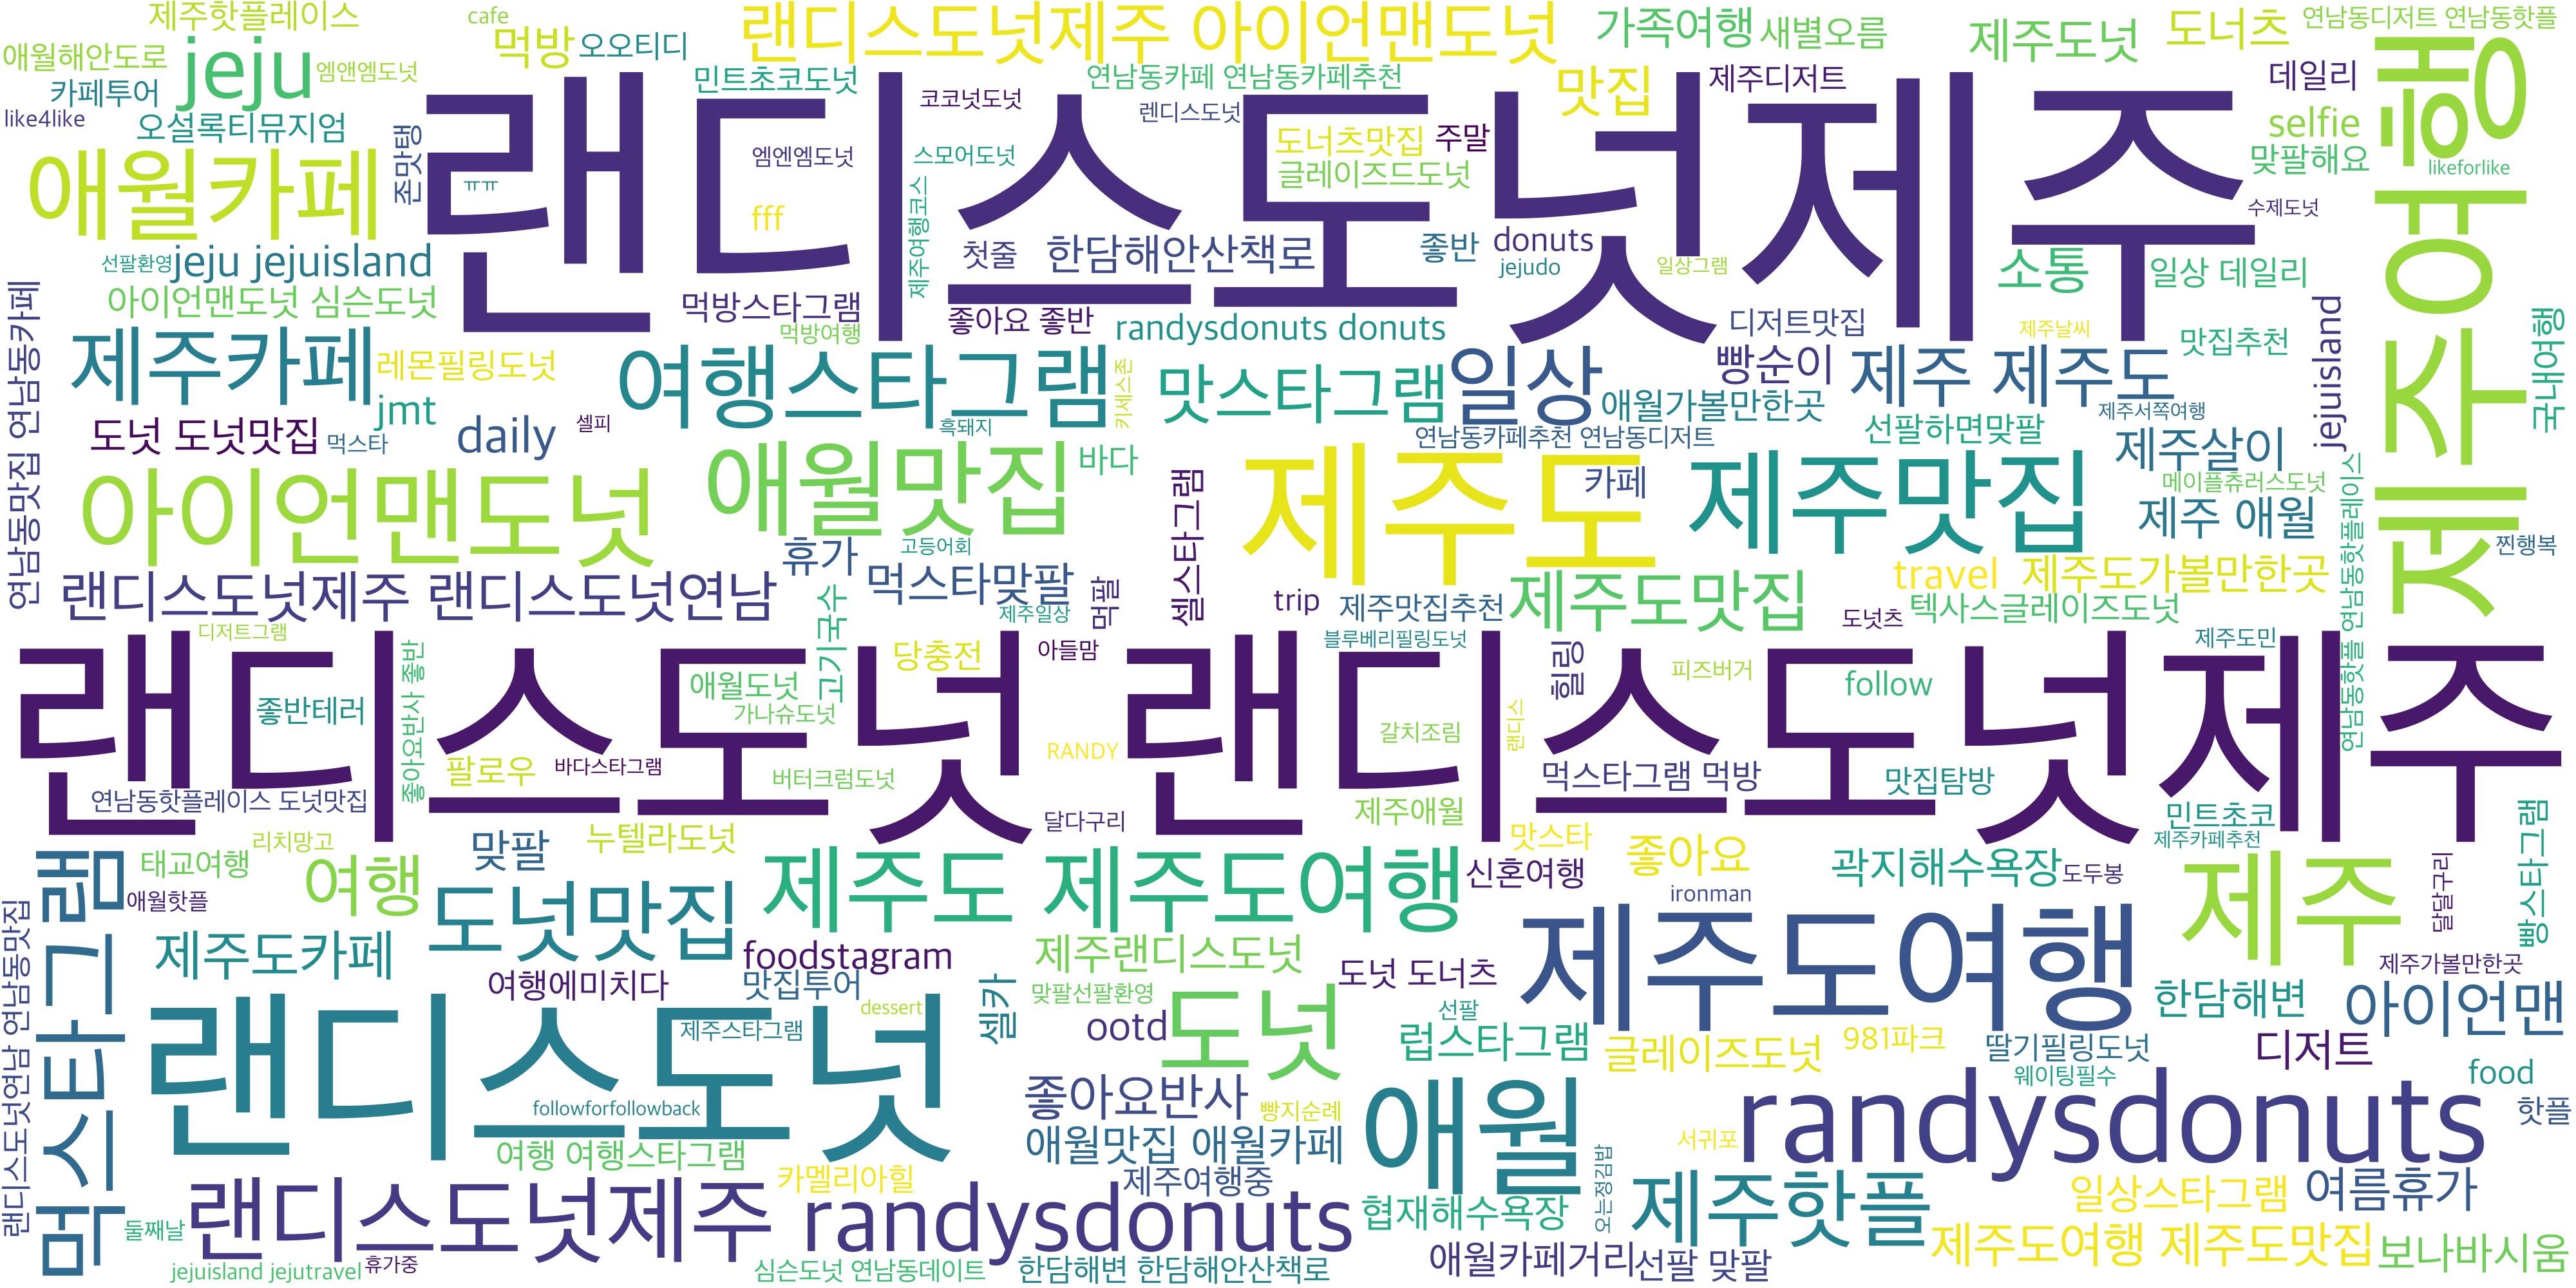 제주핫플레이스
cafe
랜디스도넛제주 아이언맨도넛
가족여행
새별오름
제주도넛
도너츠
연남동디저트 연남동핫플
애월해안도로
jeju
엠앤엠도넛
먹방
오오티디
민트초코도넛
연남동카페 연남동카페추천
맛집
제주디저트
데일리
제주여행
카페투어
like4like
오설록티뮤지엄
코코넛도넛
렌디스도넛
selfie
랜디스도넛제주
애월카페
존맛탱
ㅠㅠ
엠엔엠도넛
스모어도넛
도너츠맛집
주말
글레이즈드도넛
맞팔해요
likeforlike
fff
제주여행코스
수제도넛
선팔환영
jeju jejuisland
첫줄
한담해안산책로
좋반
donuts
jejudo
일상그램
소통
일상 데일리
아이언맨도넛 심슨도넛
먹방스타그램
좋아요 좋반
randysdonuts donuts
디저트맛집
제주날씨
맛집추천
jejuisland
국내여행
연남동맛집 연남동카페
제주카페
레몬필링도넛
먹방여행
여행스타그램
키세스존
맛스타그램
일상
빵순이
제주 제주도
jmt
애월가볼만한곳
제주서쪽여행
도넛 도넛맛집
먹스타
daily
셀피
흑돼지
연남동카페추천 연남동디저트
선팔하면맞팔
제주살이
아이언맨도넛
애월맛집
바다
셀스타그램
제주도
카페
제주맛집
메이플츄러스도넛
제주 애월
연남동핫플 연남동핫플레이스
찐행복
휴가
고등어회
랜디스도넛제주 랜디스도넛연남
먹스타맞팔
먹팔
trip
제주맛집추천
제주도맛집
travel
제주도가볼만한곳
텍사스글레이즈도넛
디저트그램
고기국수
제주일상
도넛츠
랜디스도넛 랜디스도넛제주
좋아요반사 좋반
당충전
아들맘
블루베리필링도넛
힐링
피즈버거
제주도민
좋반테러
애월도넛
가나슈도넛
follow
RANDY
갈치조림
랜디스
팔로우
바다스타그램
버터크럼도넛
먹스타그램 먹방
맛집탐방
연남동핫플레이스 도넛맛집
달다구리
제주애월
민트초코
빵스타그램
먹스타그램
태교여행
리치망고
맞팔
누텔라도넛
맛스타
좋아요
제주카페추천
여행
제주도 제주도여행
신혼여행
곽지해수욕장
도두봉
제주
달달구리
애월핫플
도넛맛집
ironman
랜디스도넛연남 연남동맛집
제주도카페
foodstagram
제주랜디스도넛
도넛 도너츠
제주도여행
제주가볼만한곳
여행에미치다
맛집투어
셀카
맞팔선팔환영
한담해변
아이언맨
랜디스도넛
dessert
제주스타그램
ootd
도넛
선팔
럽스타그램
글레이즈도넛
981파크
딸기필링도넛
디저트
웨이팅필수
food
followforfollowback
좋아요반사
빵지순례
애월
randysdonuts
핫플
여행 여행스타그램
애월맛집 애월카페
서귀포
오는정김밥
카멜리아힐
제주여행중
둘째날
랜디스도넛제주 randysdonuts
협재해수욕장
제주핫플
일상스타그램
여름휴가
jejuisland jejutravel
휴가중
심슨도넛 연남동데이트
한담해변 한담해안산책로
애월카페거리
선팔 맞팔
제주도여행 제주도맛집
보나바시움